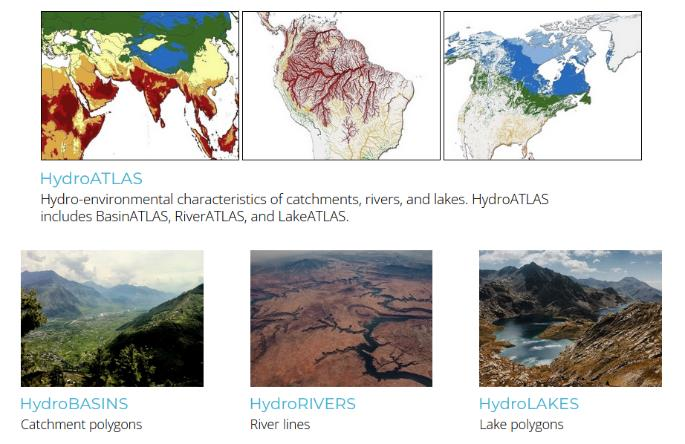 HydroATLAS
Hydro-environmental characteristics of catchments, rivers, and lakes. HydroATLAS
includes BasinATLAS, RiverATLAS, and LakeATLAS.
HydroBASINS
Catchment polygons
HydroRIVERS
River lines
HydroLAKES
Lake polygons